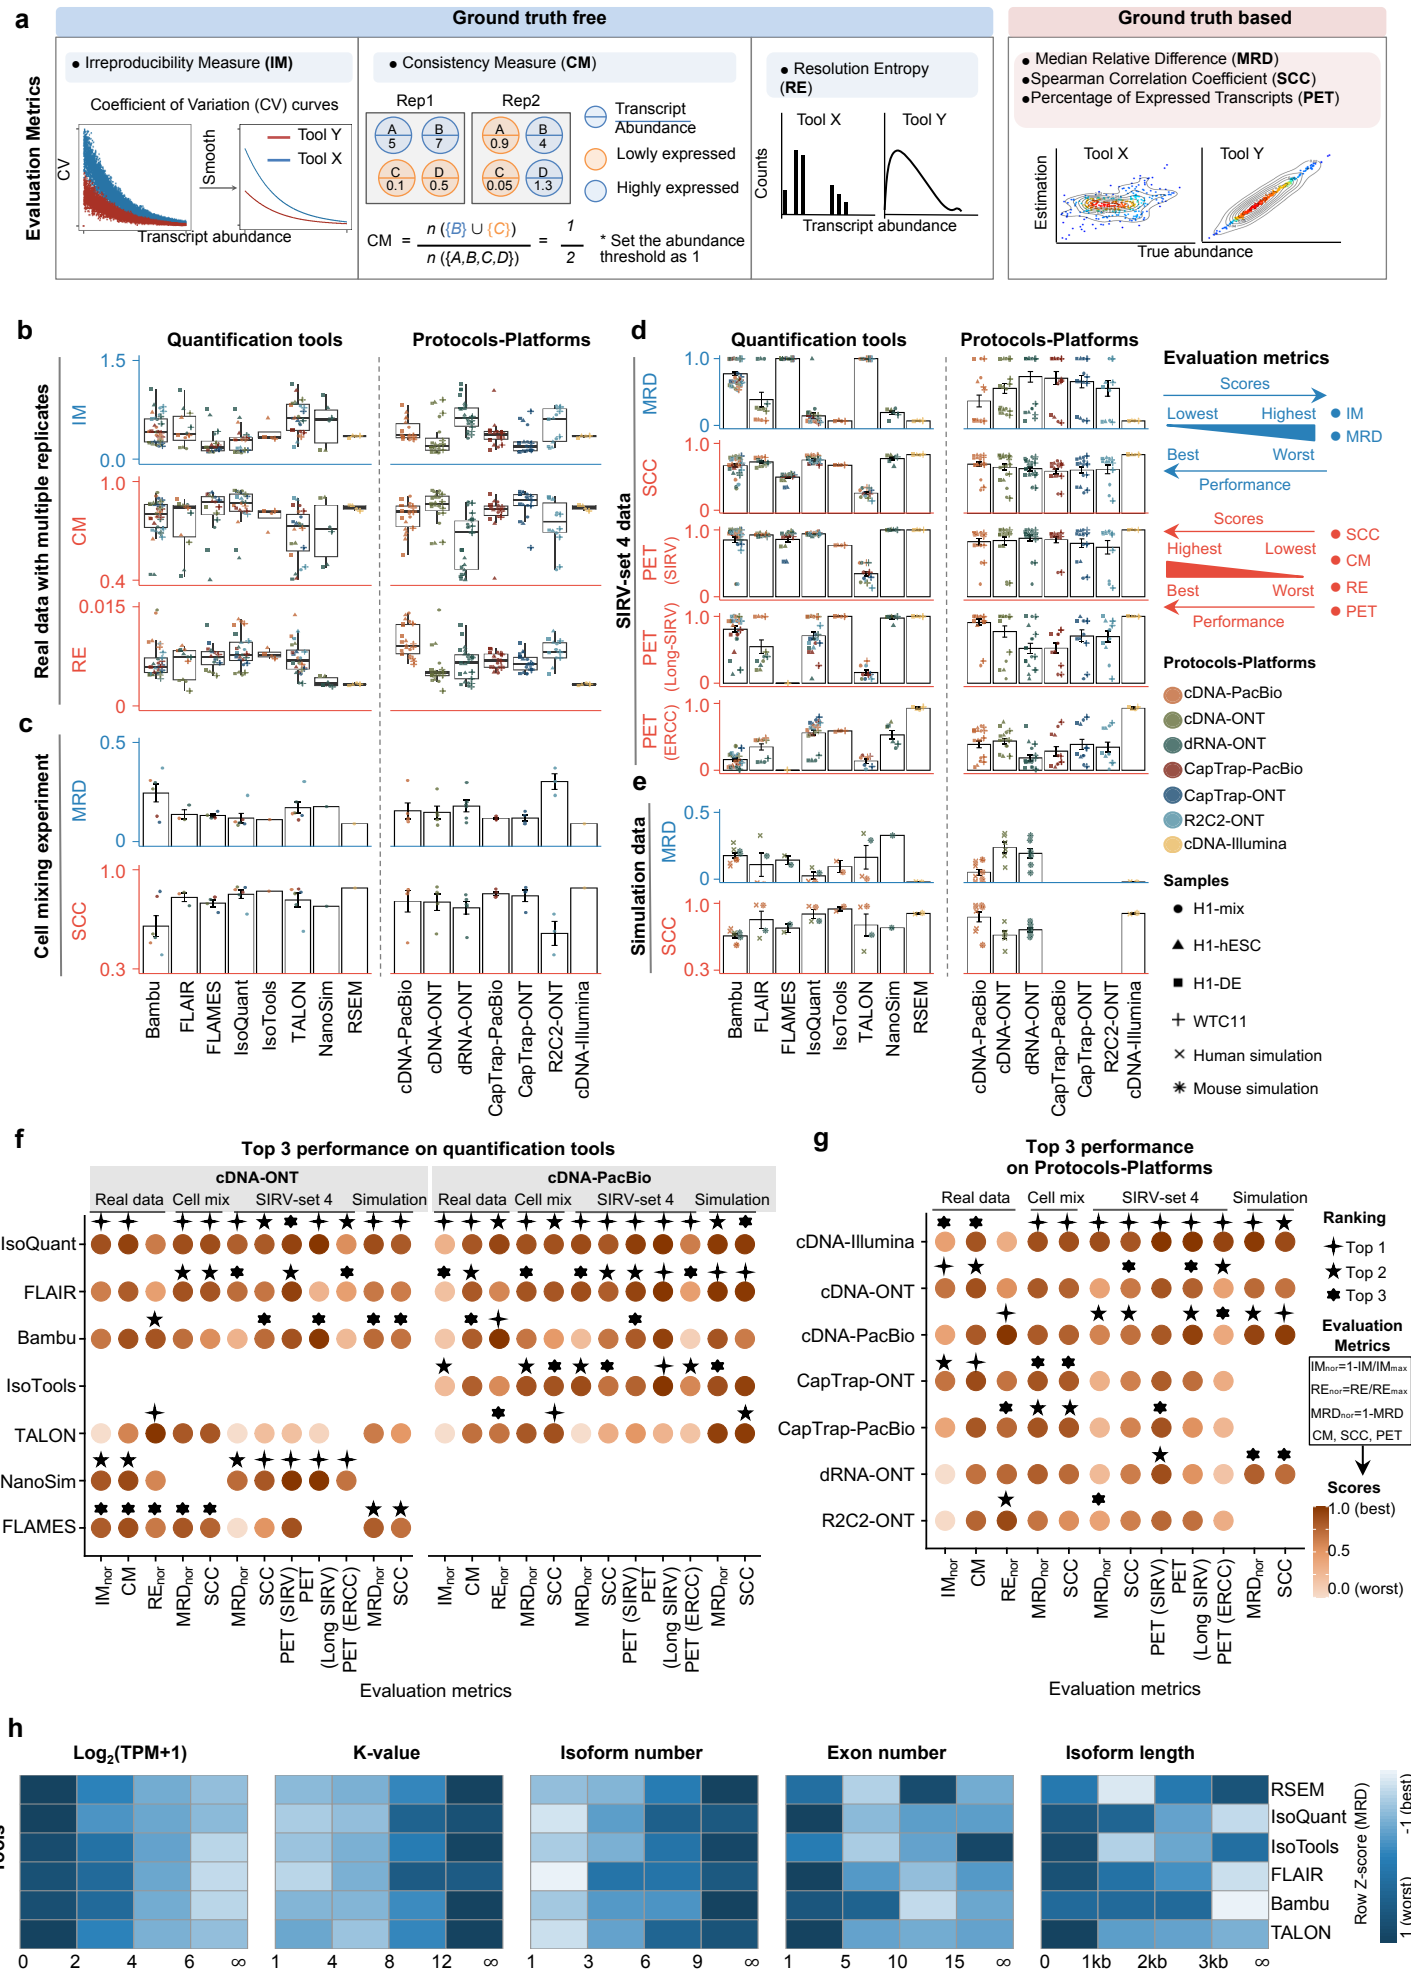 a
Ground truth free
Ground truth based
Evaluation Metrics
● Irreproducibility Measure (IM)
Coefficient of Variation (CV) curves
CV
Smooth
Tool Y
Tool X
Transcript abundance
● Consistency Measure (CM)
Rep1
Rep2
A
5
B
7
C
0.1
D
0.5
A
0.9
B
4
C
0.05
D
1.3
Transcript
Abundance
Lowly expressed
Highly expressed
CM = n ({B} ∪ {C}) / n ({A,B,C,D}) = 1 / 2
* Set the abundance
threshold as 1
● Resolution Entropy
(RE)
Tool X
Tool Y
Counts
Transcript abundance
● Median Relative Difference (MRD)
●Spearman Correlation Coefficient (SCC)
●Percentage of Expressed Transcripts (PET)
Tool X
Tool Y
Estimation
True abundance
b
Quantification tools
Protocols-Platforms
Real data with multiple replicates
IM
1.5
0.0
CM
1.0
0.4
RE
0.015
0
c
Cell mixing experiment
MRD
0.5
0
SCC
1.0
0.3
Bambu
FLAIR
FLAMES
IsoQuant
IsoTools
TALON
NanoSim
RSEM
cDNA-PacBio
cDNA-ONT
dRNA-ONT
CapTrap-PacBio
CapTrap-ONT
R2C2-ONT
cDNA-Illumina
d
Quantification tools
Protocols-Platforms
SIRV-set 4 data
MRD
1.0
0
SCC
1.0
0
PET
(SIRV)
1.0
0
PET
(Long-SIRV)
1.0
0
PET
(ERCC)
1.0
0
e
Simulation data
MRD
0.5
0
SCC
1.0
0.3
Bambu
FLAIR
FLAMES
IsoQuant
IsoTools
TALON
NanoSim
RSEM
cDNA-PacBio
cDNA-ONT
dRNA-ONT
CapTrap-PacBio
CapTrap-ONT
R2C2-ONT
cDNA-Illumina
Evaluation metrics
Scores
Lowest
Highest
IM
MRD
Best
Worst
Performance
Scores
SCC
Highest
Lowest
CM
RE
Best
Worst
PET
Performance
Protocols-Platforms
cDNA-PacBio
cDNA-ONT
dRNA-ONT
CapTrap-PacBio
CapTrap-ONT
R2C2-ONT
cDNA-Illumina
Samples
H1-mix
H1-hESC
H1-DE
WTC11
Human simulation
Mouse simulation
f
Top 3 performance on quantification tools
cDNA-ONT
cDNA-PacBio
Real data
Cell mix
SIRV-set 4
Simulation
Real data
Cell mix
SIRV-set 4
Simulation
IsoQuant
FLAIR
Bambu
IsoTools
TALON
NanoSim
FLAMES
IMnor
CM
REnor
MRDnor
SCC
MRDnor
SCC
PET (SIRV)
PET
(Long SIRV)
PET (ERCC)
MRDnor
SCC
IMnor
CM
REnor
MRDnor
SCC
MRDnor
SCC
PET (SIRV)
PET
(Long SIRV)
PET (ERCC)
MRDnor
SCC
Evaluation metrics
g
Top 3 performance
on Protocols-Platforms
Real data
Cell mix
SIRV-set 4
Simulation
cDNA-Illumina
cDNA-ONT
cDNA-PacBio
CapTrap-ONT
CapTrap-PacBio
dRNA-ONT
R2C2-ONT
IMnor
CM
REnor
MRDnor
SCC
MRDnor
SCC
PET (SIRV)
PET
(Long SIRV)
PET (ERCC)
MRDnor
SCC
Evaluation metrics
Ranking
Top 1
Top 2
Top 3
Evaluation
Metrics
IMnor=1-IM/IMmax
REnor=RE/REmax
MRDnor=1-MRD
CM, SCC, PET
Scores
1.0 (best)
0.5
0.0 (worst)
h
Log2(TPM+1)
K-value
Isoform number
Exon number
Isoform length
RSEM
IsoQuant
IsoTools
FLAIR
Bambu
TALON
0 2 4 6 ∞
1 4 8 12 ∞
1 3 6 9 ∞
1 5 10 15 ∞
0 1kb 2kb 3kb ∞
Row Z-score (MRD)
-1 (best)
1 (worst)